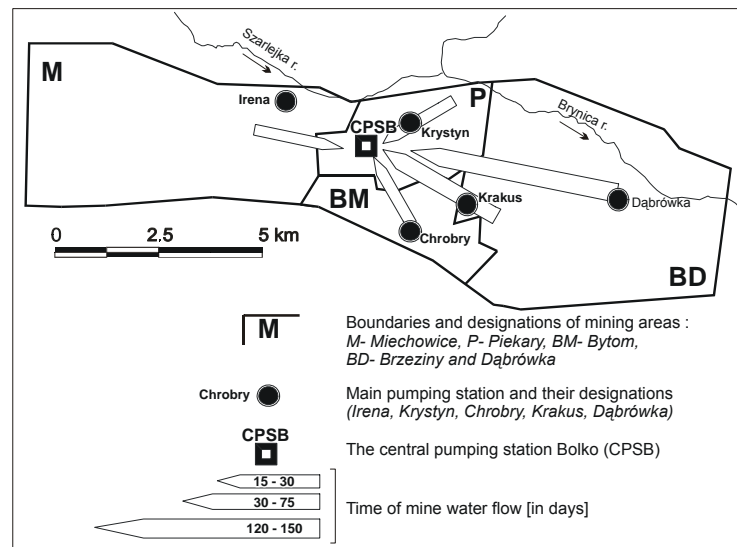 Szarlejka r.
M
Irena
P
CPSB
Krystyn
Brynica r.
BM
Krakus
Dąbrówka
Chrobry
0 2.5 5 km
BD
M
Boundaries and designations of mining areas :
M- Miechowice, P- Piekary, BM- Bytom,
BD- Brzeziny and Dąbrówka
Chrobry
Main pumping station and their designations
(Irena, Krystyn, Chrobry, Krakus, Dąbrówka)
CPSB
The central pumping station Bolko (CPSB)
15 - 30
30 - 75
120 - 150
Time of mine water flow [in days]